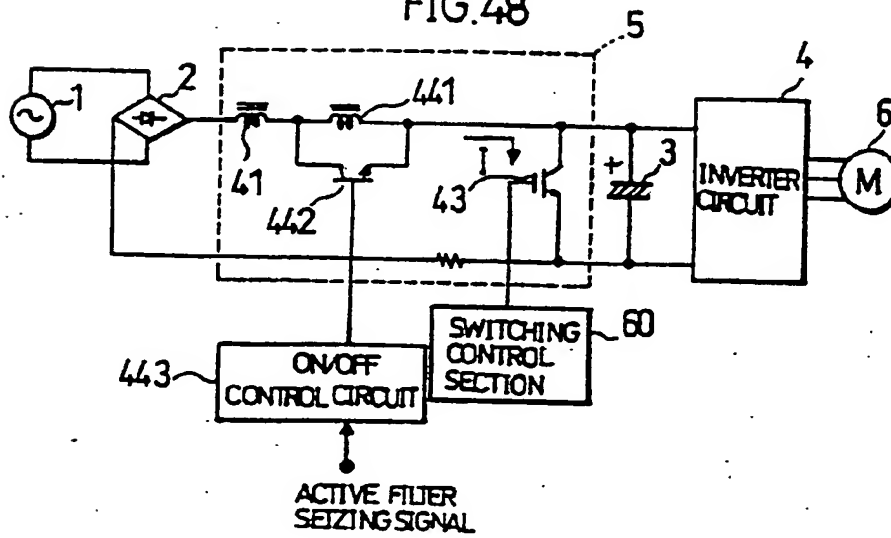 FIG.48
5
1
2
441
4
6
41
442
43
I
+
3
INVERTER
CIRCUIT
M
443
ON/OFF
CONTROL CIRCUIT
SWITCHING
CONTROL
SECTION
60
ACTIVE FILTER
SEIZING SIGNAL